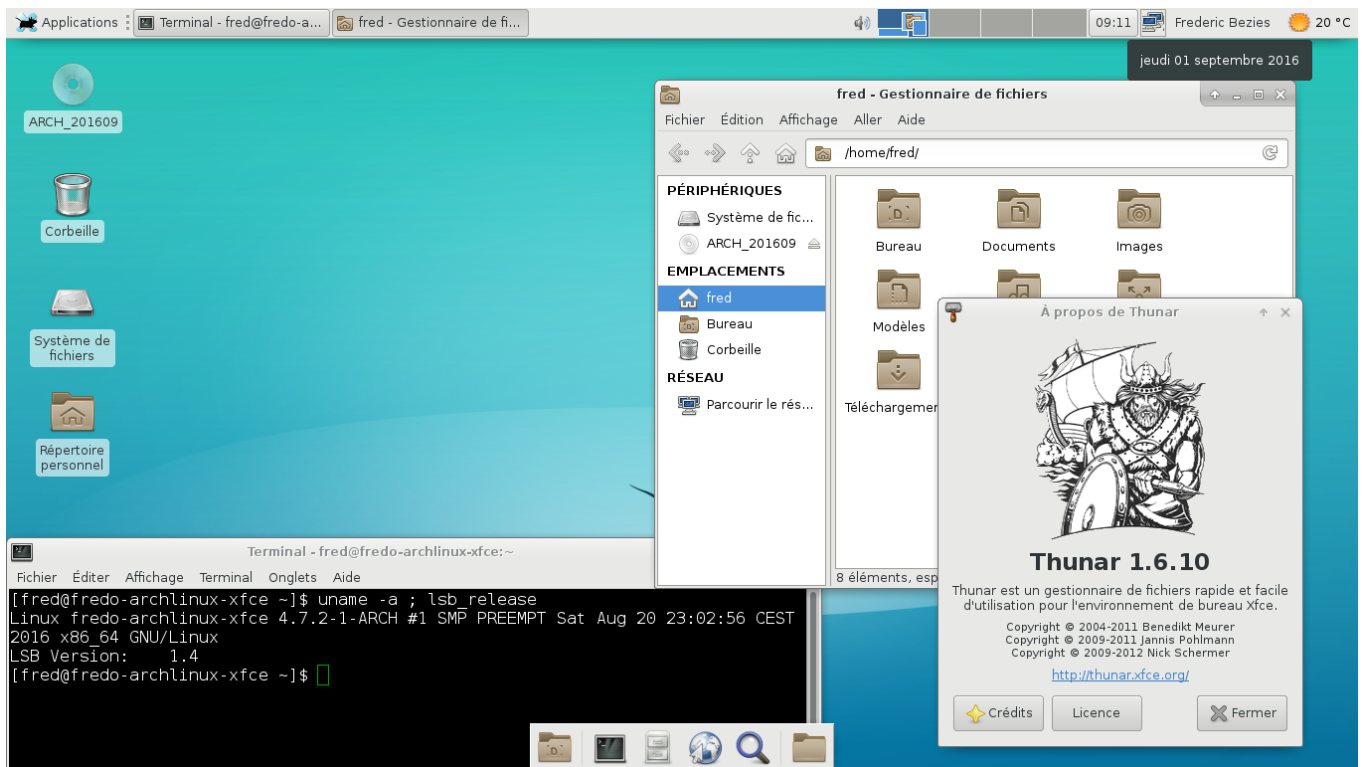 Applications
Terminal - fred@fredo-a...
fred - Gestionnaire de fi...
09:11
Frederic Bezies
20 °C
jeudi 01 septembre 2016
ARCH_201609
Corbeille
Système de
fichiers
Répertoire
personnel
fred - Gestionnaire de fichiers
Fichier Édition Affichage Aller Aide
/home/fred/
PÉRIPHÉRIQUES
Système de fic...
ARCH_201609
EMPLACEMENTS
fred
Bureau
Corbeille
RÉSEAU
Parcourir le rés...
Bureau
Documents
Images
Modèles
Téléchargemen
8 éléments, esp
À propos de Thunar
Thunar 1.6.10
Thunar est un gestionnaire de fichiers rapide et facile
d'utilisation pour l'environnement de bureau Xfce.
Copyright © 2004-2011 Benedikt Meurer
Copyright © 2009-2011 Jannis Pohlmann
Copyright © 2009-2012 Nick Schermer
http://thunar.xfce.org/
Crédits
Licence
Fermer
Terminal - fred@fredo-archlinux-xfce:~
Fichier Éditer Affichage Terminal Onglets Aide
[fred@fredo-archlinux-xfce ~]$ uname -a ; lsb_release
Linux fredo-archlinux-xfce 4.7.2-1-ARCH #1 SMP PREEMPT Sat Aug 20 23:02:56 CEST
2016 x86_64 GNU/Linux
LSB Version:    1.4
[fred@fredo-archlinux-xfce ~]$